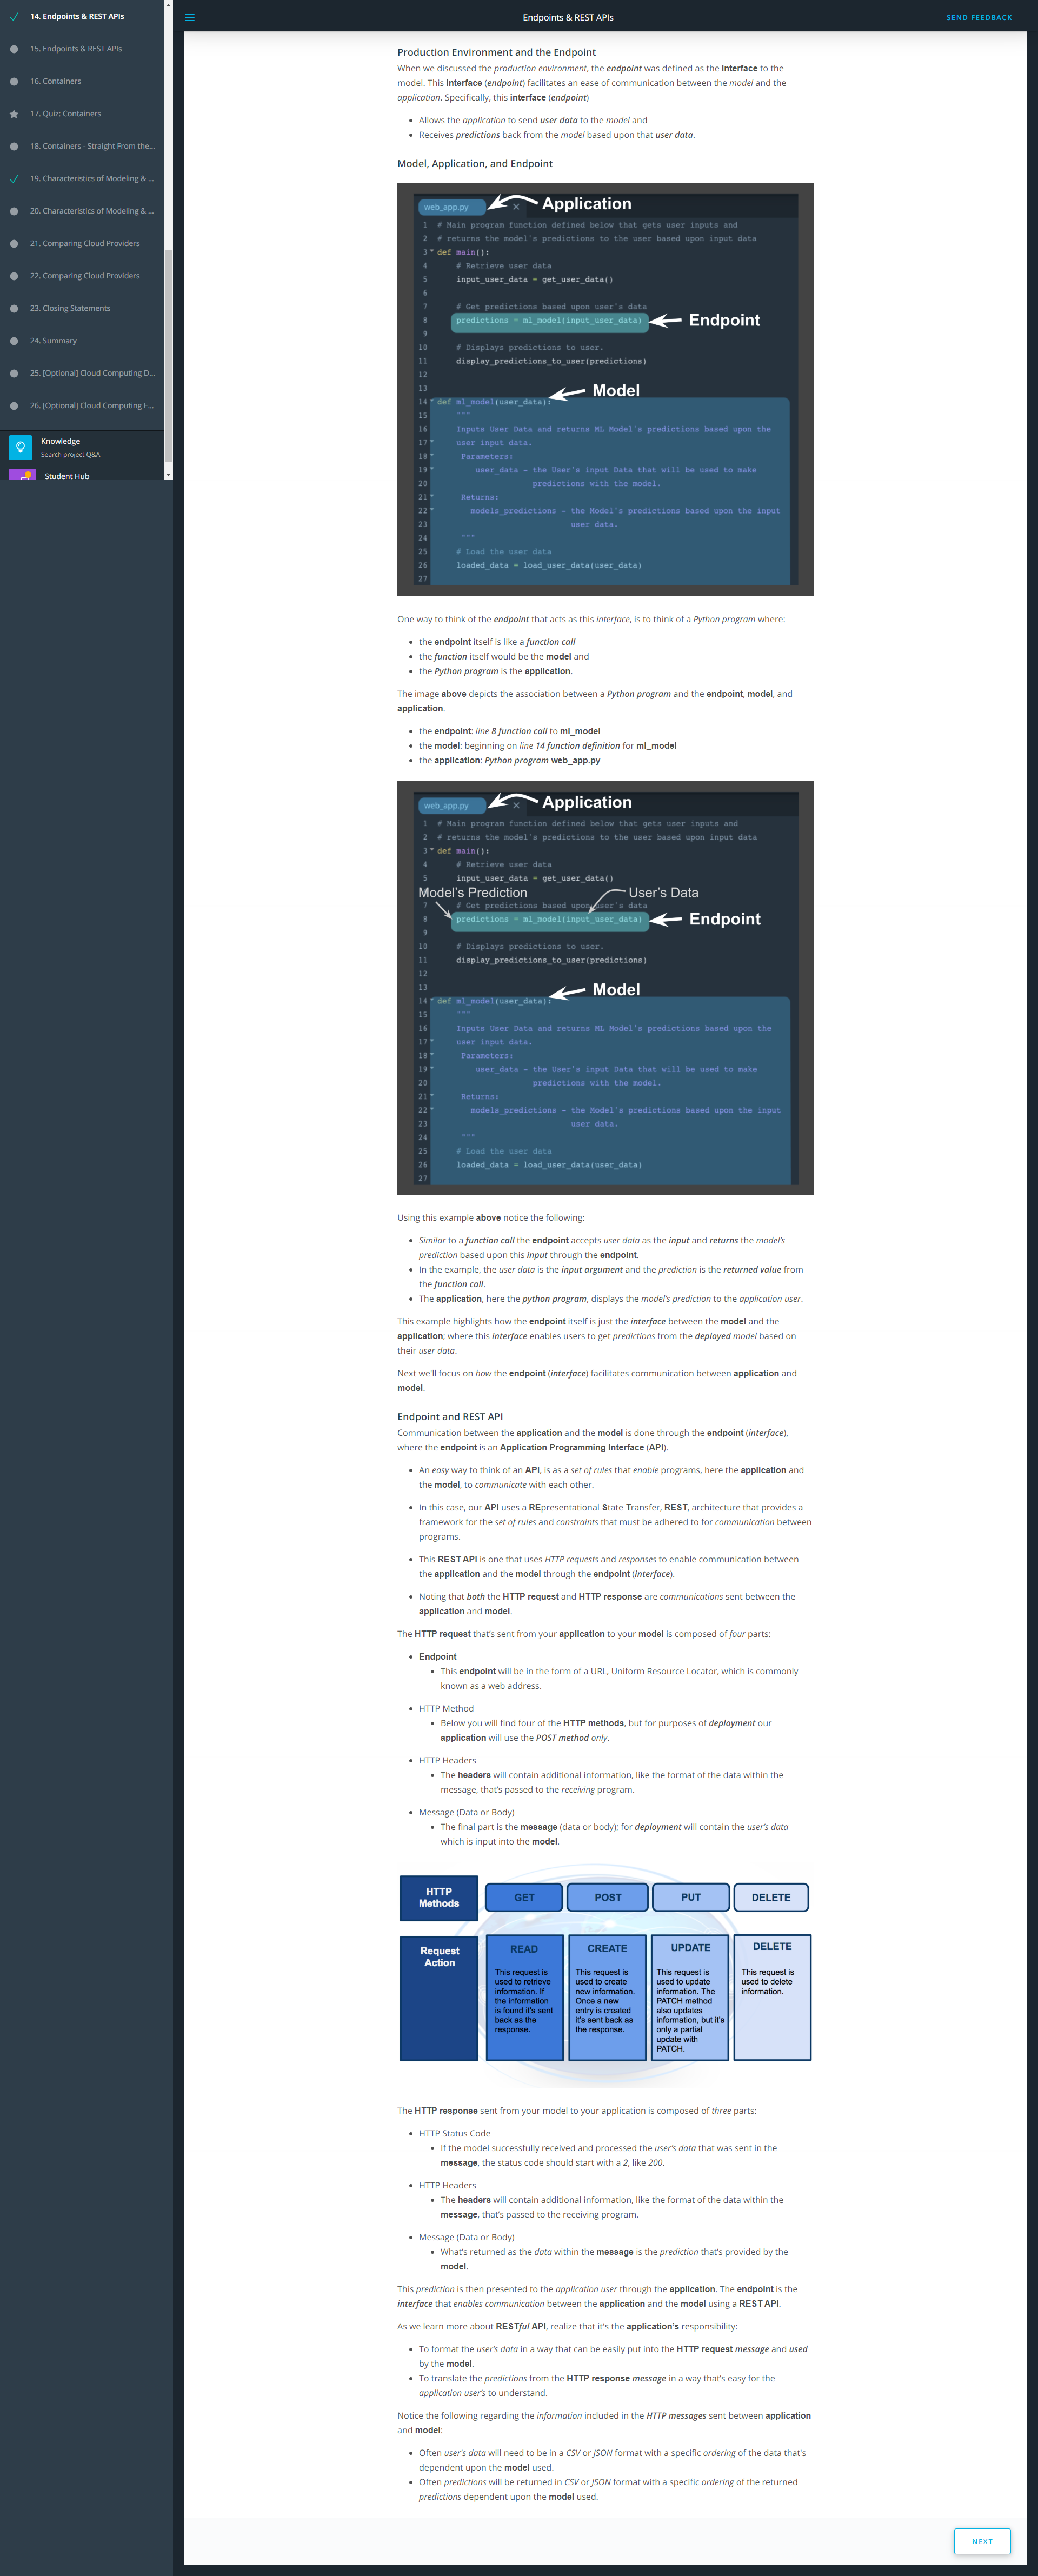 14. Endpoints & REST APIs
15. Endpoints & REST APIs
16. Containers
17. Quiz: Containers
18. Containers - Straight From the...
19. Characteristics of Modeling & ...
20. Characteristics of Modeling & ...
21. Comparing Cloud Providers
22. Comparing Cloud Providers
23. Closing Statements
24. Summary
25. [Optional] Cloud Computing D...
26. [Optional] Cloud Computing E...
Knowledge
Search project Q&A
Student Hub
Endpoints & REST APIs
SEND FEEDBACK
Production Environment and the Endpoint
When we discussed the production environment, the endpoint was defined as the interface to the
model. This interface (endpoint) facilitates an ease of communication between the model and the
application. Specifically, this interface (endpoint)
• Allows the application to send user data to the model and
• Receives predictions back from the model based upon that user data.
Model, Application, and Endpoint
web_app.py × Application
1 # Main program function defined below that gets user inputs and
2 # returns the model's predictions to the user based upon input data
3 def main():
4 # Retrieve user data
5 input_user_data = get_user_data()
6
7 # Get predictions based upon user's data
8 predictions = ml_model(input_user_data) Endpoint
9
10 # Displays predictions to user.
11 display_predictions_to_user(predictions)
12
13 Model
14 def ml_model(user_data):
15 """
16 Inputs User Data and returns ML Model's predictions based upon the
17 user input data.
18 Parameters:
19 user_data - the User's input Data that will be used to make
20 predictions with the model.
21 Returns:
22 models_predictions - the Model's predictions based upon the input
23 user data.
24 """
25 # Load the user data
26 loaded_data = load_user_data(user_data)
27
One way to think of the endpoint that acts as this interface, is to think of a Python program where:
• the endpoint itself is like a function call
• the function itself would be the model and
• the Python program is the application.
The image above depicts the association between a Python program and the endpoint, model, and
application.
• the endpoint: line 8 function call to ml_model
• the model: beginning on line 14 function definition for ml_model
• the application: Python program web_app.py
web_app.py × Application
1 # Main program function defined below that gets user inputs and
2 # returns the model's predictions to the user based upon input data
3 def main():
4 # Retrieve user data
5 input_user_data = get_user_data()
Model's Prediction User's Data
7 # Get predictions based upon user's data
8 predictions = ml_model(input_user_data) Endpoint
9
10 # Displays predictions to user.
11 display_predictions_to_user(predictions)
12
13 Model
14 def ml_model(user_data):
15 """
16 Inputs User Data and returns ML Model's predictions based upon the
17 user input data.
18 Parameters:
19 user_data - the User's input Data that will be used to make
20 predictions with the model.
21 Returns:
22 models_predictions - the Model's predictions based upon the input
23 user data.
24 """
25 # Load the user data
26 loaded_data = load_user_data(user_data)
27
Using this example above notice the following:
• Similar to a function call the endpoint accepts user data as the input and returns the model's
prediction based upon this input through the endpoint.
• In the example, the user data is the input argument and the prediction is the returned value from
the function call.
• The application, here the python program, displays the model's prediction to the application user.
This example highlights how the endpoint itself is just the interface between the model and the
application; where this interface enables users to get predictions from the deployed model based on
their user data.
Next we'll focus on how the endpoint (interface) facilitates communication between application and
model.
Endpoint and REST API
Communication between the application and the model is done through the endpoint (interface),
where the endpoint is an Application Programming Interface (API).
• An easy way to think of an API, is as a set of rules that enable programs, here the application and
the model, to communicate with each other.
• In this case, our API uses a REpresentational State Transfer, REST, architecture that provides a
framework for the set of rules and constraints that must be adhered to for communication between
programs.
• This REST API is one that uses HTTP requests and responses to enable communication between
the application and the model through the endpoint (interface).
• Noting that both the HTTP request and HTTP response are communications sent between the
application and model.
The HTTP request that's sent from your application to your model is composed of four parts:
• Endpoint
• This endpoint will be in the form of a URL, Uniform Resource Locator, which is commonly
known as a web address.
• HTTP Method
• Below you will find four of the HTTP methods, but for purposes of deployment our
application will use the POST method only.
• HTTP Headers
• The headers will contain additional information, like the format of the data within the
message, that's passed to the receiving program.
• Message (Data or Body)
• The final part is the message (data or body); for deployment will contain the user's data
which is input into the model.
HTTP
Methods
GET
POST
PUT
DELETE
Request
Action
READ
This request is
used to retrieve
information. If
the information
is found it's sent
back as the
response.
CREATE
This request is
used to create
new information.
Once a new
entry is created
it's sent back as
the response.
UPDATE
This request is
used to update
information. The
PATCH method
also updates
information, but it's
only a partial
update with
PATCH.
DELETE
This request is
used to delete
information.
The HTTP response sent from your model to your application is composed of three parts:
• HTTP Status Code
• If the model successfully received and processed the user's data that was sent in the
message, the status code should start with a 2, like 200.
• HTTP Headers
• The headers will contain additional information, like the format of the data within the
message, that's passed to the receiving program.
• Message (Data or Body)
• What's returned as the data within the message is the prediction that's provided by the
model.
This prediction is then presented to the application user through the application. The endpoint is the
interface that enables communication between the application and the model using a REST API.
As we learn more about RESTful API, realize that it's the application's responsibility:
• To format the user's data in a way that can be easily put into the HTTP request message and used
by the model.
• To translate the predictions from the HTTP response message in a way that's easy for the
application user's to understand.
Notice the following regarding the information included in the HTTP messages sent between application
and model:
• Often user's data will need to be in a CSV or JSON format with a specific ordering of the data that's
dependent upon the model used.
• Often predictions will be returned in CSV or JSON format with a specific ordering of the returned
predictions dependent upon the model used.
NEXT